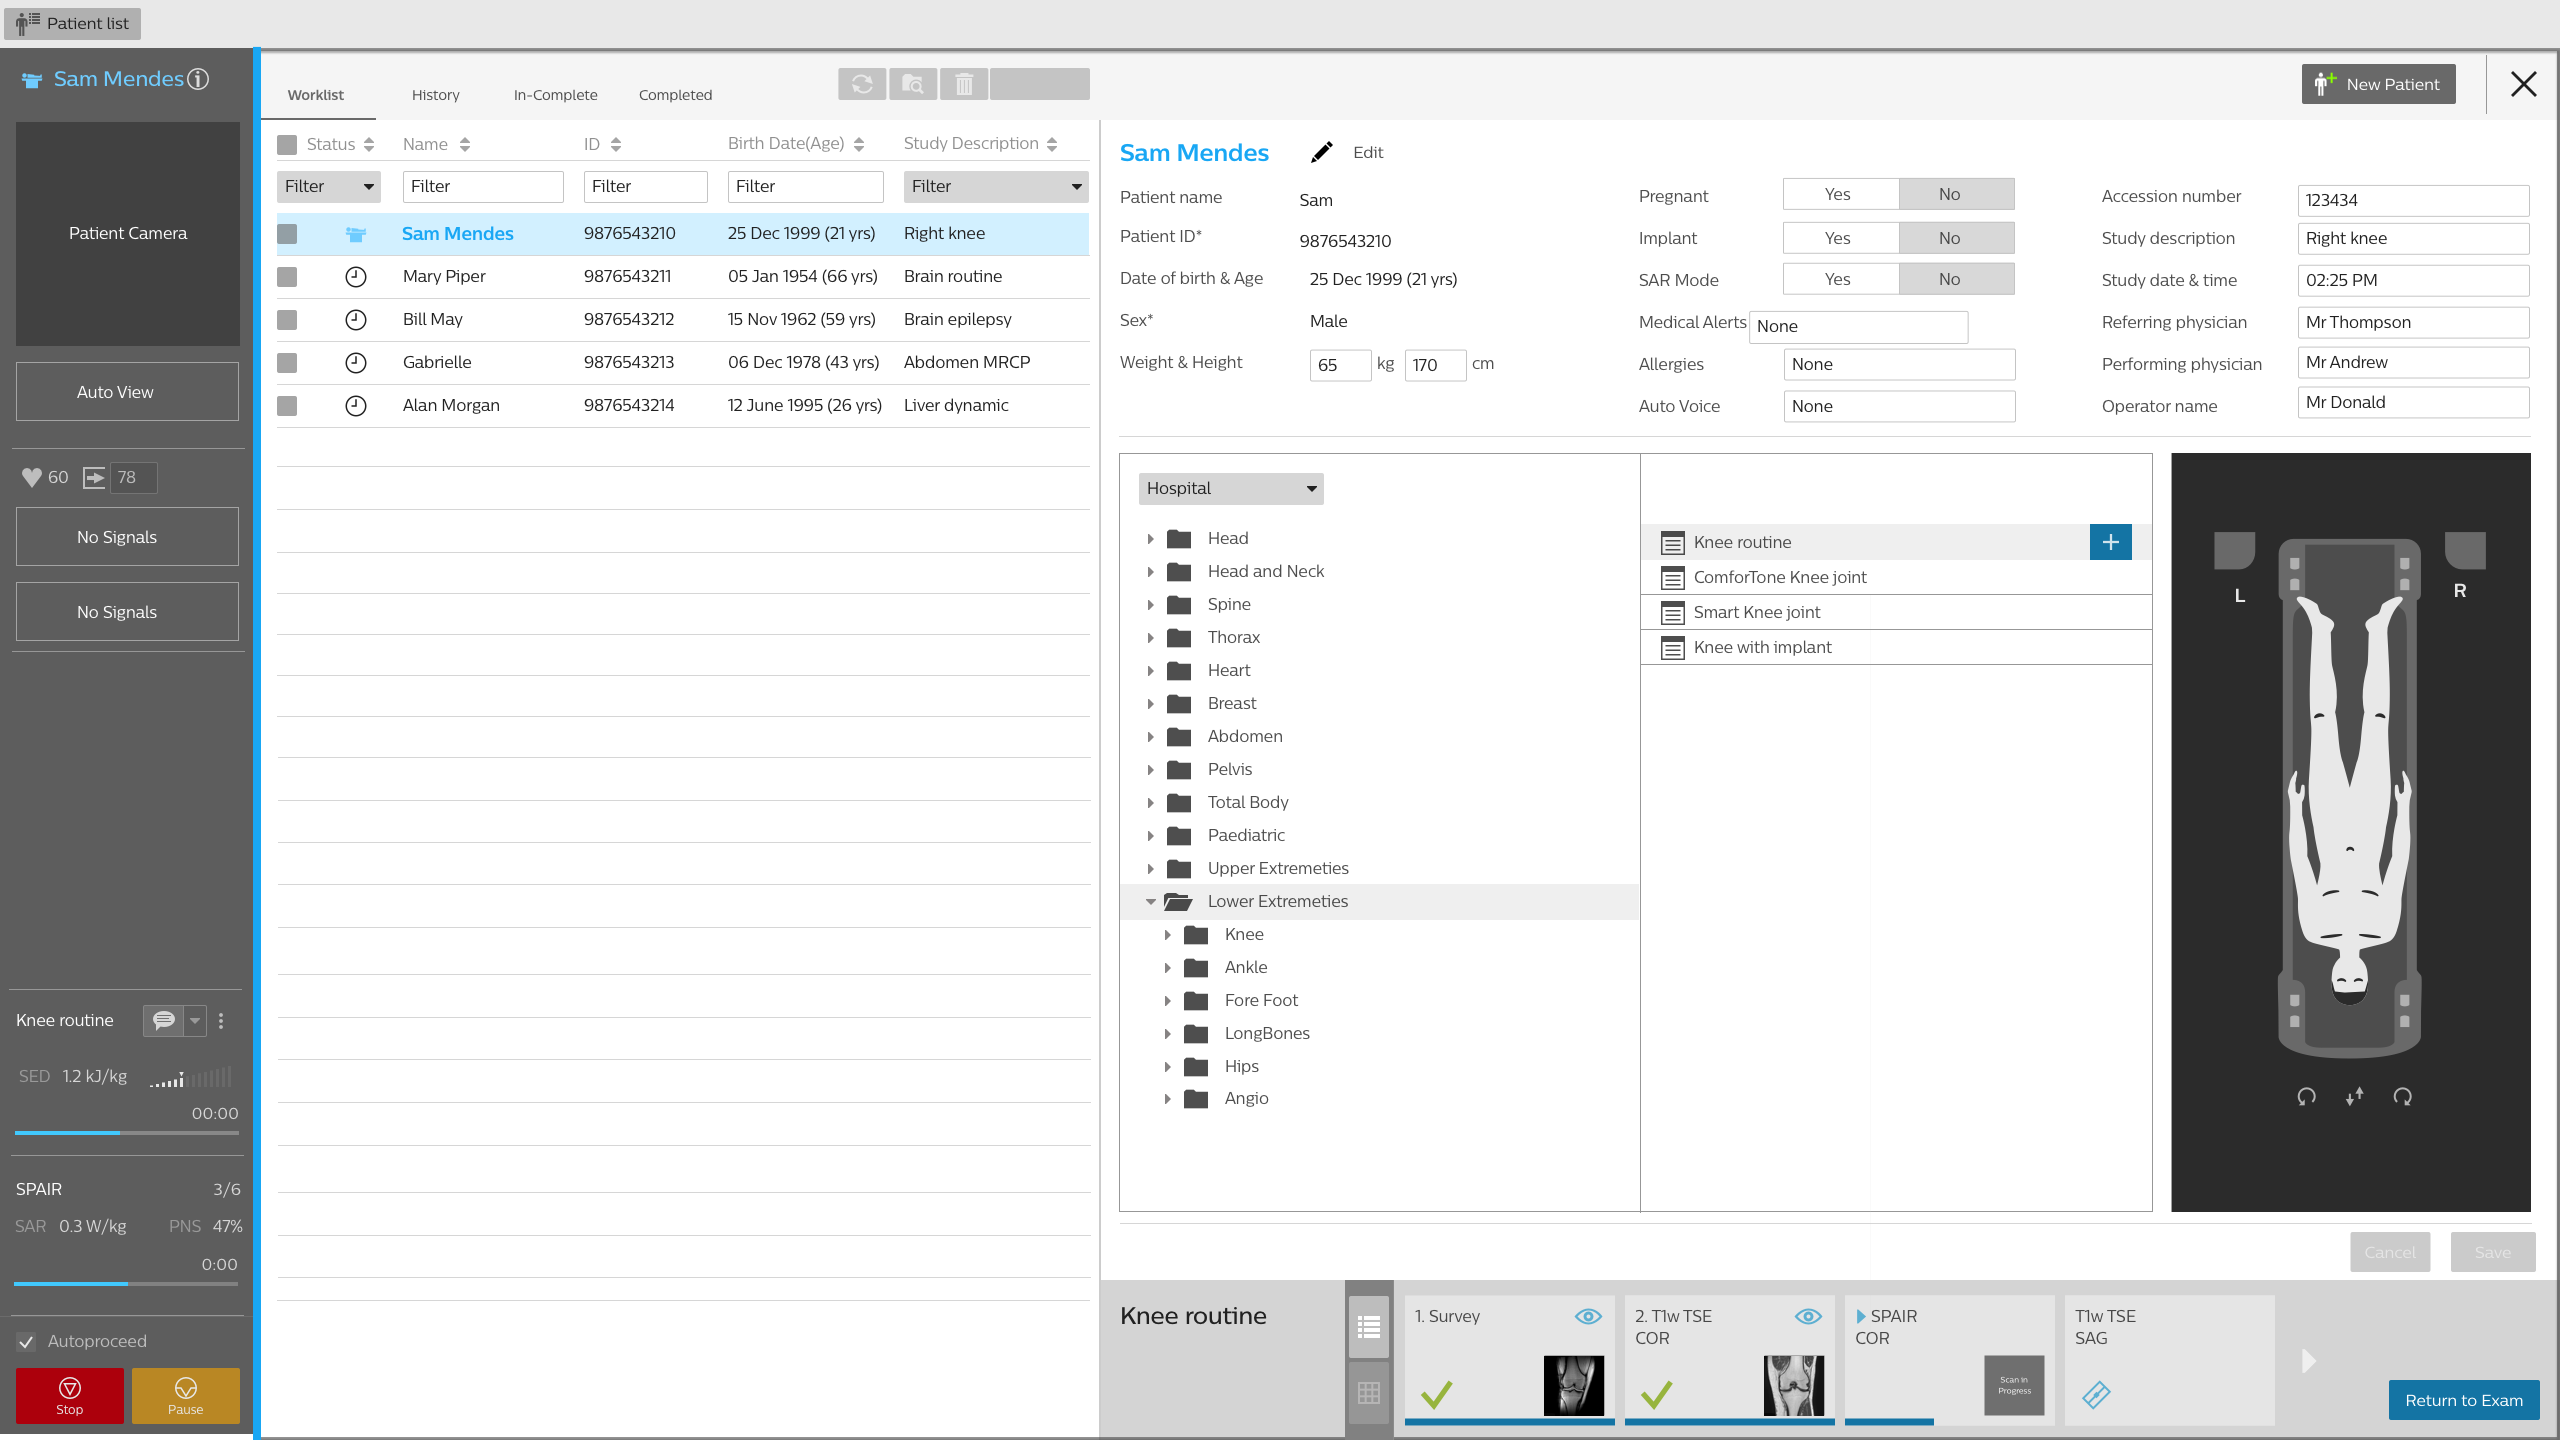 Patient list
Sam Mendes
Patient Camera
Auto View
60 78
No Signals
No Signals
Knee routine
SED 1.2 kJ/kg
00:00
SPAIR 3/6
SAR 0.3 W/kg PNS 47%
0:00
Autoproceed
Stop Pause
Worklist History In-Complete Completed
New Patient
Status Name ID Birth Date(Age) Study Description
Filter Filter Filter Filter Filter
Sam Mendes 9876543210 25 Dec 1999 (21 yrs) Right knee
Mary Piper 9876543211 05 Jan 1954 (66 yrs) Brain routine
Bill May 9876543212 15 Nov 1962 (59 yrs) Brain epilepsy
Gabrielle 9876543213 06 Dec 1978 (43 yrs) Abdomen MRCP
Alan Morgan 9876543214 12 June 1995 (26 yrs) Liver dynamic
Sam Mendes Edit
Patient name Sam
Patient ID* 9876543210
Date of birth & Age 25 Dec 1999 (21 yrs)
Sex* Male
Weight & Height 65 kg 170 cm
Pregnant Yes No
Implant Yes No
SAR Mode Yes No
Medical Alerts None
Allergies None
Auto Voice None
Accession number 123434
Study description Right knee
Study date & time 02:25 PM
Referring physician Mr Thompson
Performing physician Mr Andrew
Operator name Mr Donald
Hospital
Head
Head and Neck
Spine
Thorax
Heart
Breast
Abdomen
Pelvis
Total Body
Paediatric
Upper Extremeties
Lower Extremeties
Knee
Ankle
Fore Foot
LongBones
Hips
Angio
Knee routine
ComforTone Knee joint
Smart Knee joint
Knee with implant
L R
Cancel Save
Knee routine
1. Survey
2. T1w TSE
COR
SPAIR
COR
Scan In
Progress
T1w TSE
SAG
Return to Exam